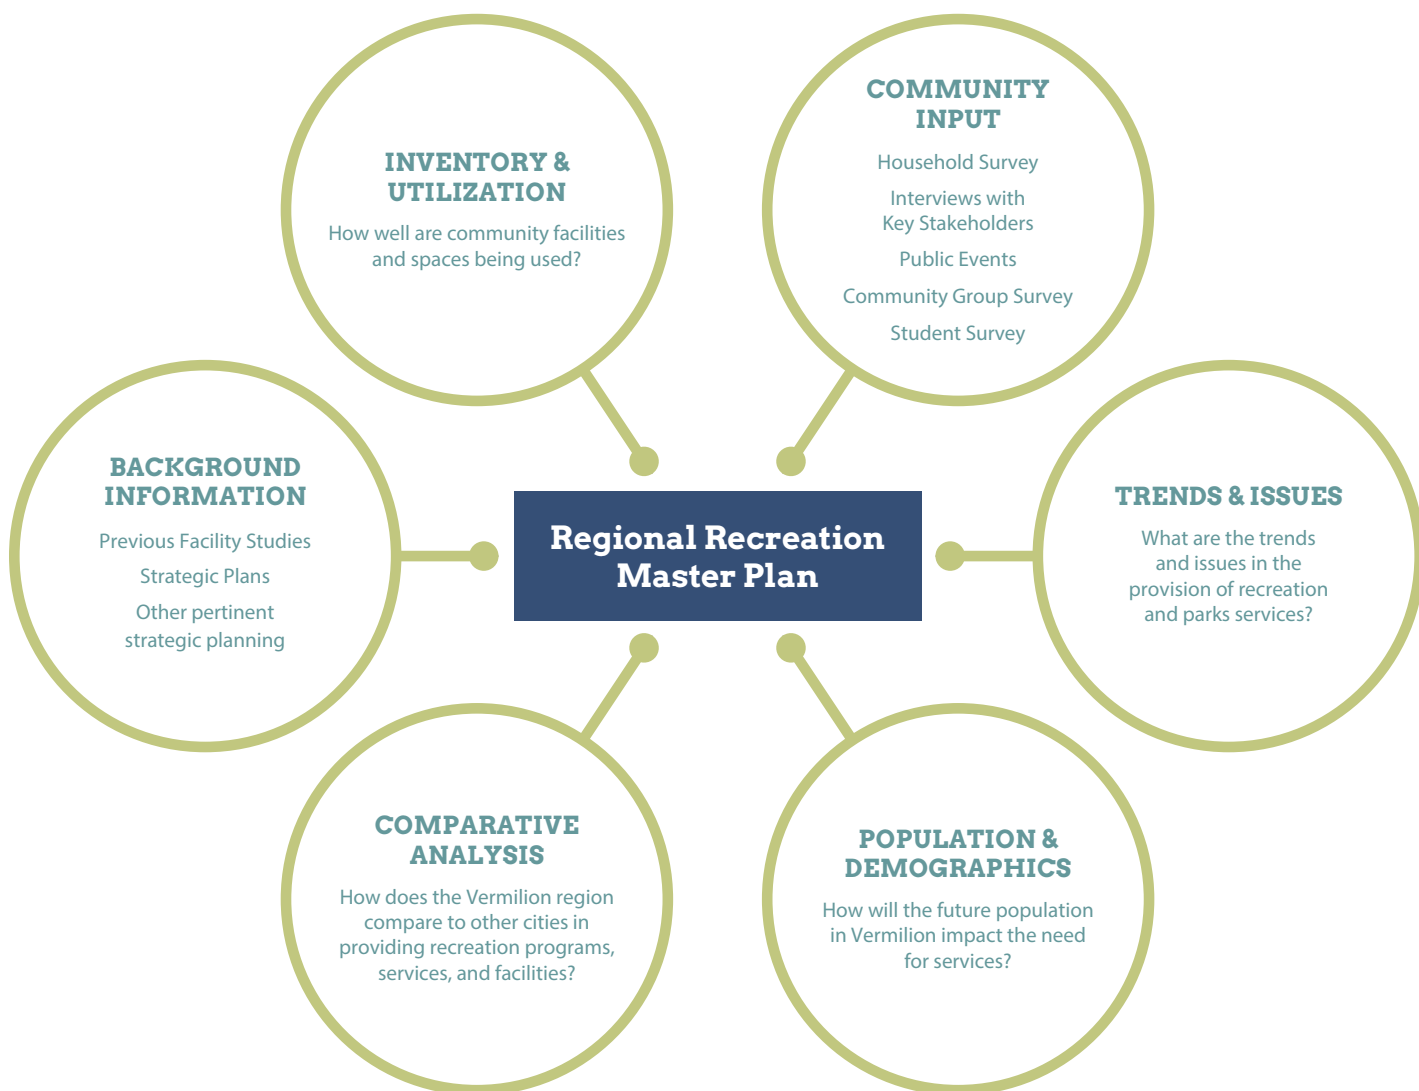 INVENTORY &
UTILIZATION
How well are community facilities
and spaces being used?
COMMUNITY
INPUT
Household Survey
Interviews with
Key Stakeholders
Public Events
Community Group Survey
Student Survey
BACKGROUND
INFORMATION
Previous Facility Studies
Strategic Plans
Other pertinent
strategic planning
Regional Recreation
Master Plan
TRENDS & ISSUES
What are the trends
and issues in the
provision of recreation
and parks services?
COMPARATIVE
ANALYSIS
How does the Vermilion region
compare to other cities in
providing recreation programs,
services, and facilities?
POPULATION &
DEMOGRAPHICS
How will the future population
in Vermilion impact the need
for services?